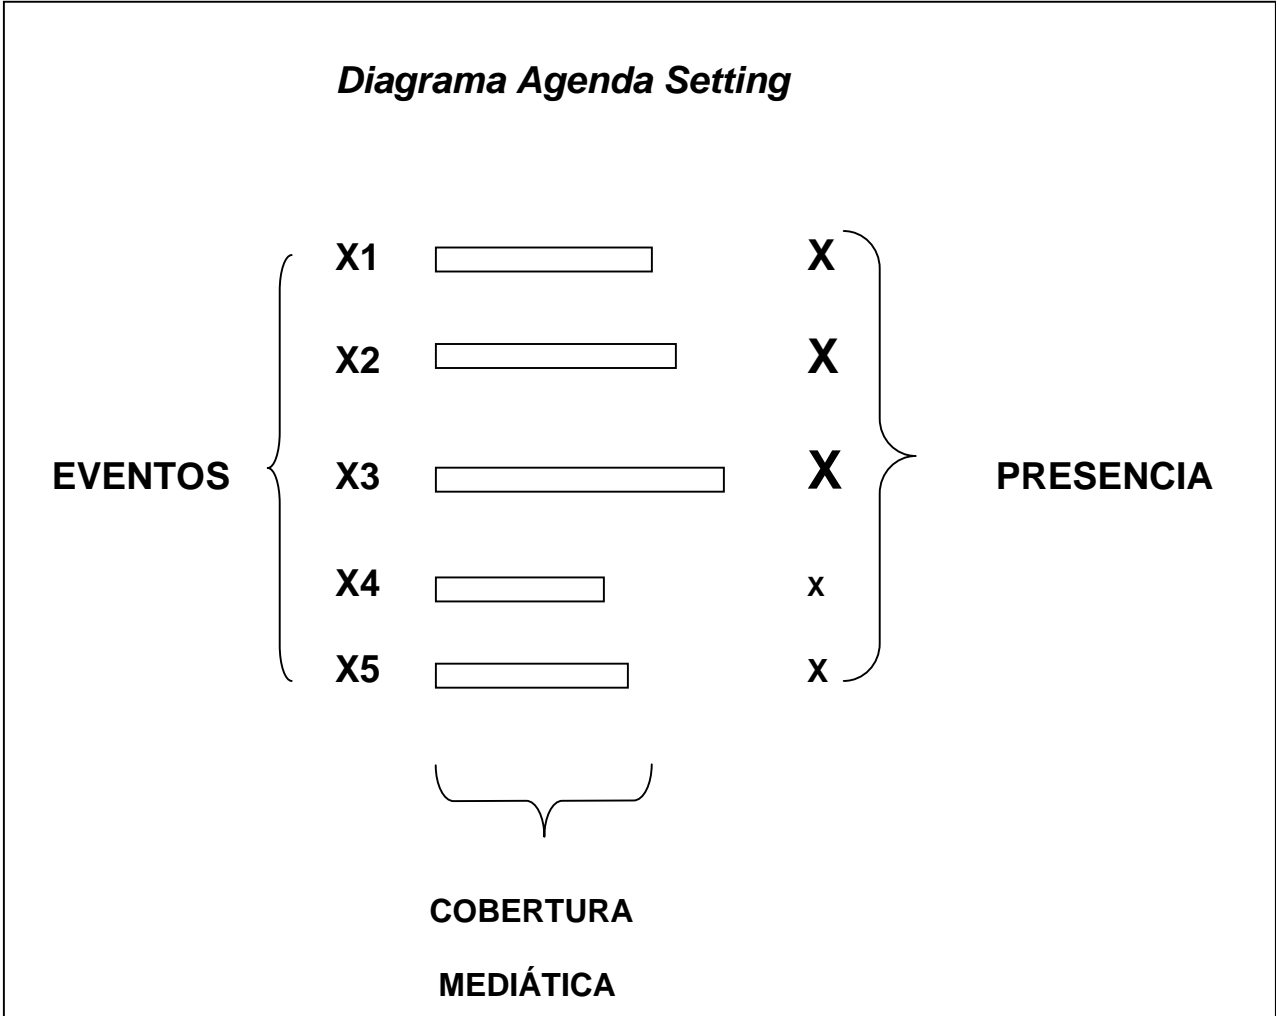 Diagrama Agenda Setting
X1 X
X2 X
EVENTOS X3 X PRESENCIA
X4 X
X5 X
COBERTURA
MEDIÁTICA